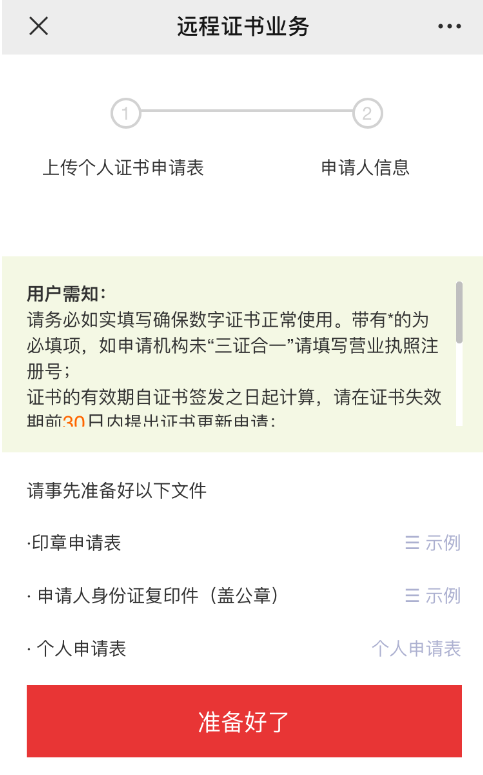 远程证书业务
1
2
上传个人证书申请表
申请人信息
用户需知：
请务必如实填写确保数字证书正常使用。带有*的为
必填项，如申请机构未“三证合一”请填写营业执照注
册号；
证书的有效期自证书签发之日起计算，请在证书失效
期前30日内提出证书更新申请；
请事先准备好以下文件
·印章申请表
示例
· 申请人身份证复印件（盖公章）
示例
· 个人申请表
个人申请表
准备好了